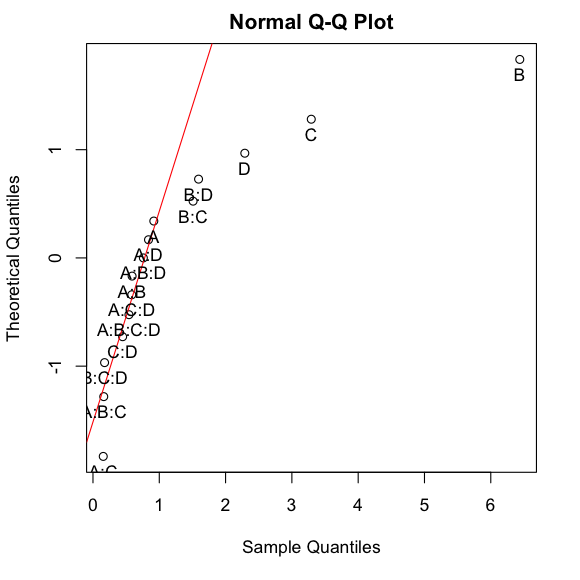 Normal Q-Q Plot
B
C
D
B:D
B:C
A
A:D
A:B:D
A:B
A:C:D
A:B:C:D
C:D
B:C:D
A:B:C
A:C
1
0
-1
0 1 2 3 4 5 6
Theoretical Quantiles
Sample Quantiles